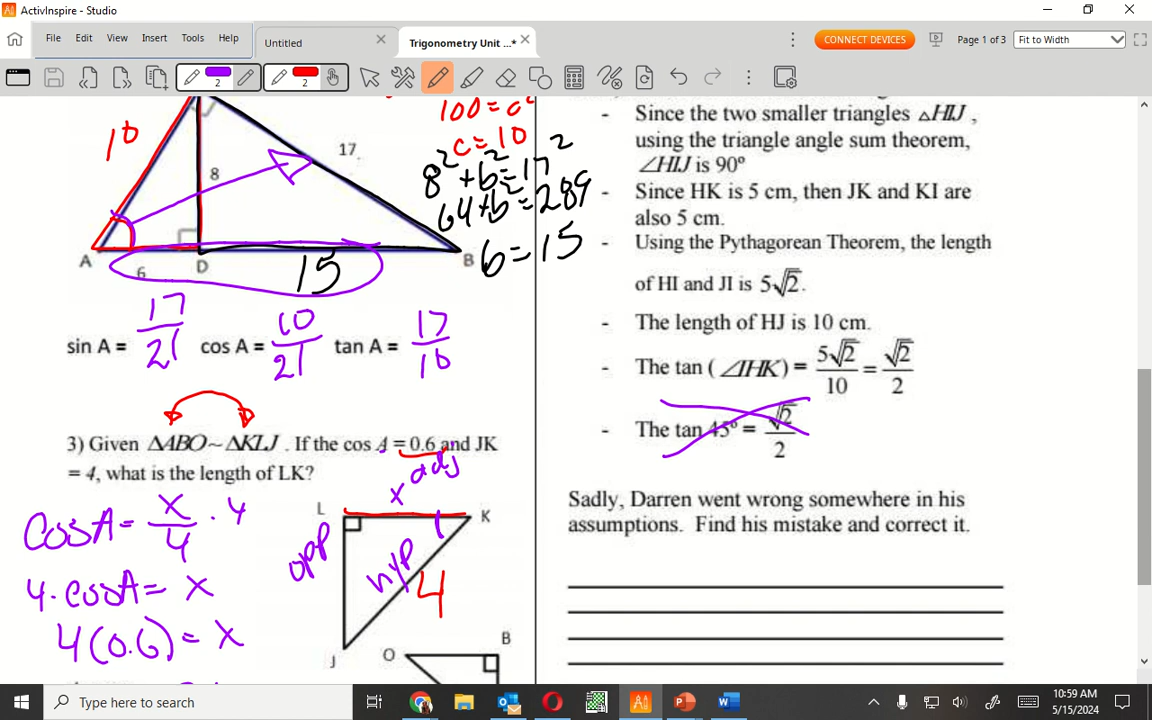 ActivInspire - Studio
File Edit View Insert Tools Help
Untitled
Trigonometry Unit ...*
CONNECT DEVICES
Page 1 of 3
Fit to Width
2
2
10
8
17
A
6
D
15
B
100 = c²
c = 10
8² + b² = 17²
64 + b² = 289
b = 15
sin A = 17/21 cos A = 10/21 tan A = 17/10
3) Given ΔABO ~ ΔKLJ . If the cos A = 0.6 and JK
= 4, what is the length of LK?
cos A = x/4 · 4
4 · cos A = x
4(0.6) = x
adj
x
L
K
opp
hyp
4
J
O
B
- Since the two smaller triangles △HIJ ,
using the triangle angle sum theorem,
∠HIJ is 90°
- Since HK is 5 cm, then JK and KI are
also 5 cm.
- Using the Pythagorean Theorem, the length
of HI and JI is 5√2.
- The length of HJ is 10 cm.
- The tan (∠IHK) = 5√2/10 = √2/2
- The tan 45° = √2/2
Sadly, Darren went wrong somewhere in his
assumptions. Find his mistake and correct it.
Type here to search
10:59 AM
5/15/2024